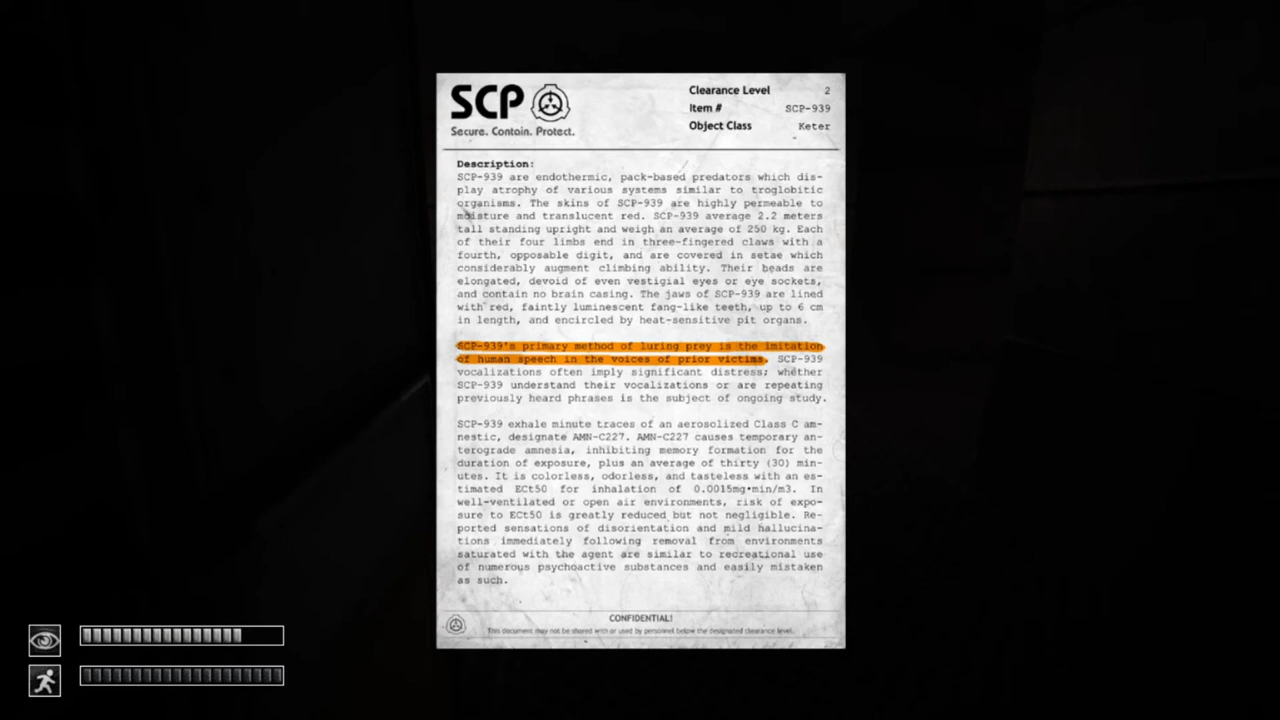 SCP
Secure. Contain. Protect.
Clearance Level 2
Item # SCP-939
Object Class Keter
Description:
SCP-939 are endothermic, pack-based predators which dis-
play atrophy of various systems similar to troglobitic
organisms. The skins of SCP-939 are highly permeable to
moisture and translucent red. SCP-939 average 2.2 meters
tall standing upright and weigh an average of 250 kg. Each
of their four limbs end in three-fingered claws with a
fourth, opposable digit, and are covered in setae which
considerably augment climbing ability. Their heads are
elongated, devoid of even vestigial eyes or eye sockets,
and contain no brain casing. The jaws of SCP-939 are lined
with red, faintly luminescent fang-like teeth, up to 6 cm
in length, and encircled by heat-sensitive pit organs.
SCP-939's primary method of luring prey is the imitation
of human speech in the voices of prior victims. SCP-939
vocalizations often imply significant distress; whether
SCP-939 understand their vocalizations or are repeating
previously heard phrases is the subject of ongoing study.
SCP-939 exhale minute traces of an aerosolized Class C am-
nestic, designate AMN-C227. AMN-C227 causes temporary an-
terograde amnesia, inhibiting memory formation for the
duration of exposure, plus an average of thirty (30) min-
utes. It is colorless, odorless, and tasteless with an es-
timated ECt50 for inhalation of 0.0015mg•min/m3. In
well-ventilated or open air environments, risk of expo-
sure to ECt50 is greatly reduced but not negligible. Re-
ported sensations of disorientation and mild hallucina-
tions immediately following removal from environments
saturated with the agent are similar to recreational use
of numerous psychoactive substances and easily mistaken
as such.
CONFIDENTIAL!
This document may not be shared with or used by personnel below the designated clearance level.